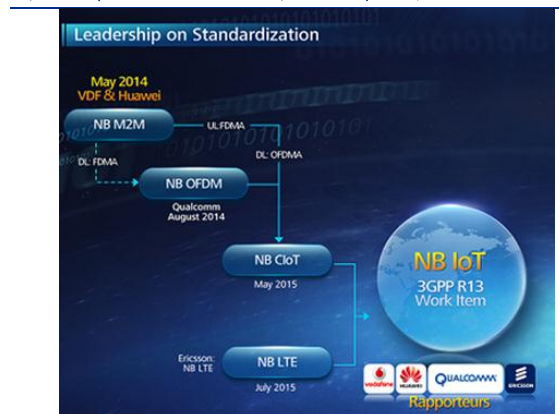 Leadership on Standardization
May 2014
VDF & Huawei
NB M2M
UL:FDMA
DL: FDMA
DL: OFDMA
NB OFDM
Qualcomm
August 2014
NB CIoT
May 2015
NB IoT
3GPP R13
Work Item
Ericsson:
NB LTE
NB LTE
July 2015
vodafone
HUAWEI
QUALCOMM
ERICSSON
Rapporteurs